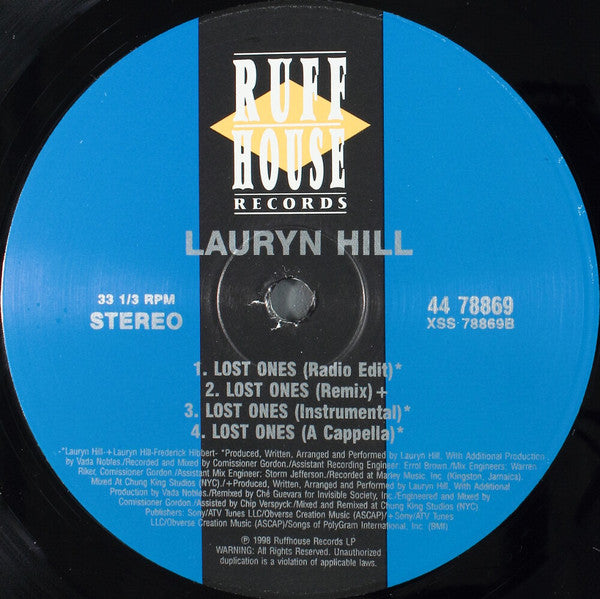 RUFF
HOUSE
RECORDS
LAURYN HILL
33 1/3 RPM
STEREO
44 78869
XSS-78869B
1. LOST ONES (Radio Edit)*
2. LOST ONES (Remix)+
3. LOST ONES (Instrumental)*
4. LOST ONES (A Cappella)*
-*Lauryn Hill-+Lauryn Hill-Frederick Hibbert- *Produced, Written, Arranged and Performed by Lauryn Hill. With Additional Production
by Vada Nobles./Recorded and Mixed by Comissioner Gordon./Assistant Recording Engineer: Errol Brown./Mix Engineers: Warren
Riker, Comissioner Gordon./Assistant Mix Engineer: Storm Jefferson./Recorded at Marley Music, Inc. (Kingston, Jamaica).
Mixed At Chung King Studios (NYC)./+Produced, Written, Arranged and Performed by Lauryn Hill, With Additional
Production by Vada Nobles./Remixed by Ché Guevara for Invisible Society, Inc./Engineered and Mixed by
Comissioner Gordon./Assisted by Chip Verspyck./Mixed and Remixed at Chung King Studios (NYC)
Publishers: Sony/ATV Tunes LLC/Obverse Creation Music (ASCAP)/+Sony/ATV Tunes
LLC/Obverse Creation Music (ASCAP)/Songs of PolyGram International, Inc. (BMI)
℗ 1998 Ruffhouse Records LP
WARNING: All Rights Reserved. Unauthorized
duplication is a violation of applicable laws.